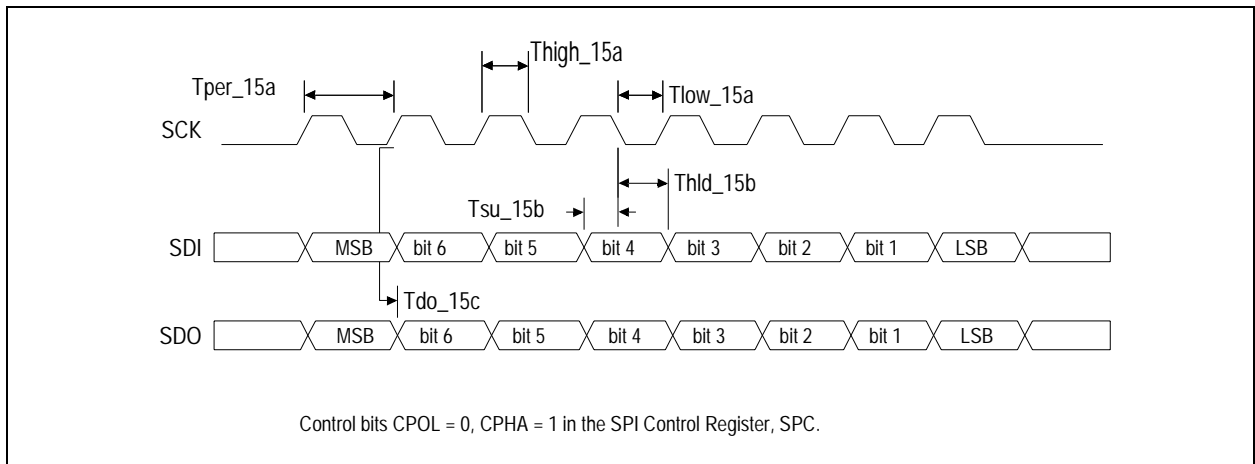 Thigh_15a
Tper_15a
Tlow_15a
SCK
Thld_15b
Tsu_15b
SDI MSB bit 6 bit 5 bit 4 bit 3 bit 2 bit 1 LSB
Tdo_15c
SDO MSB bit 6 bit 5 bit 4 bit 3 bit 2 bit 1 LSB
Control bits CPOL = 0, CPHA = 1 in the SPI Control Register, SPC.